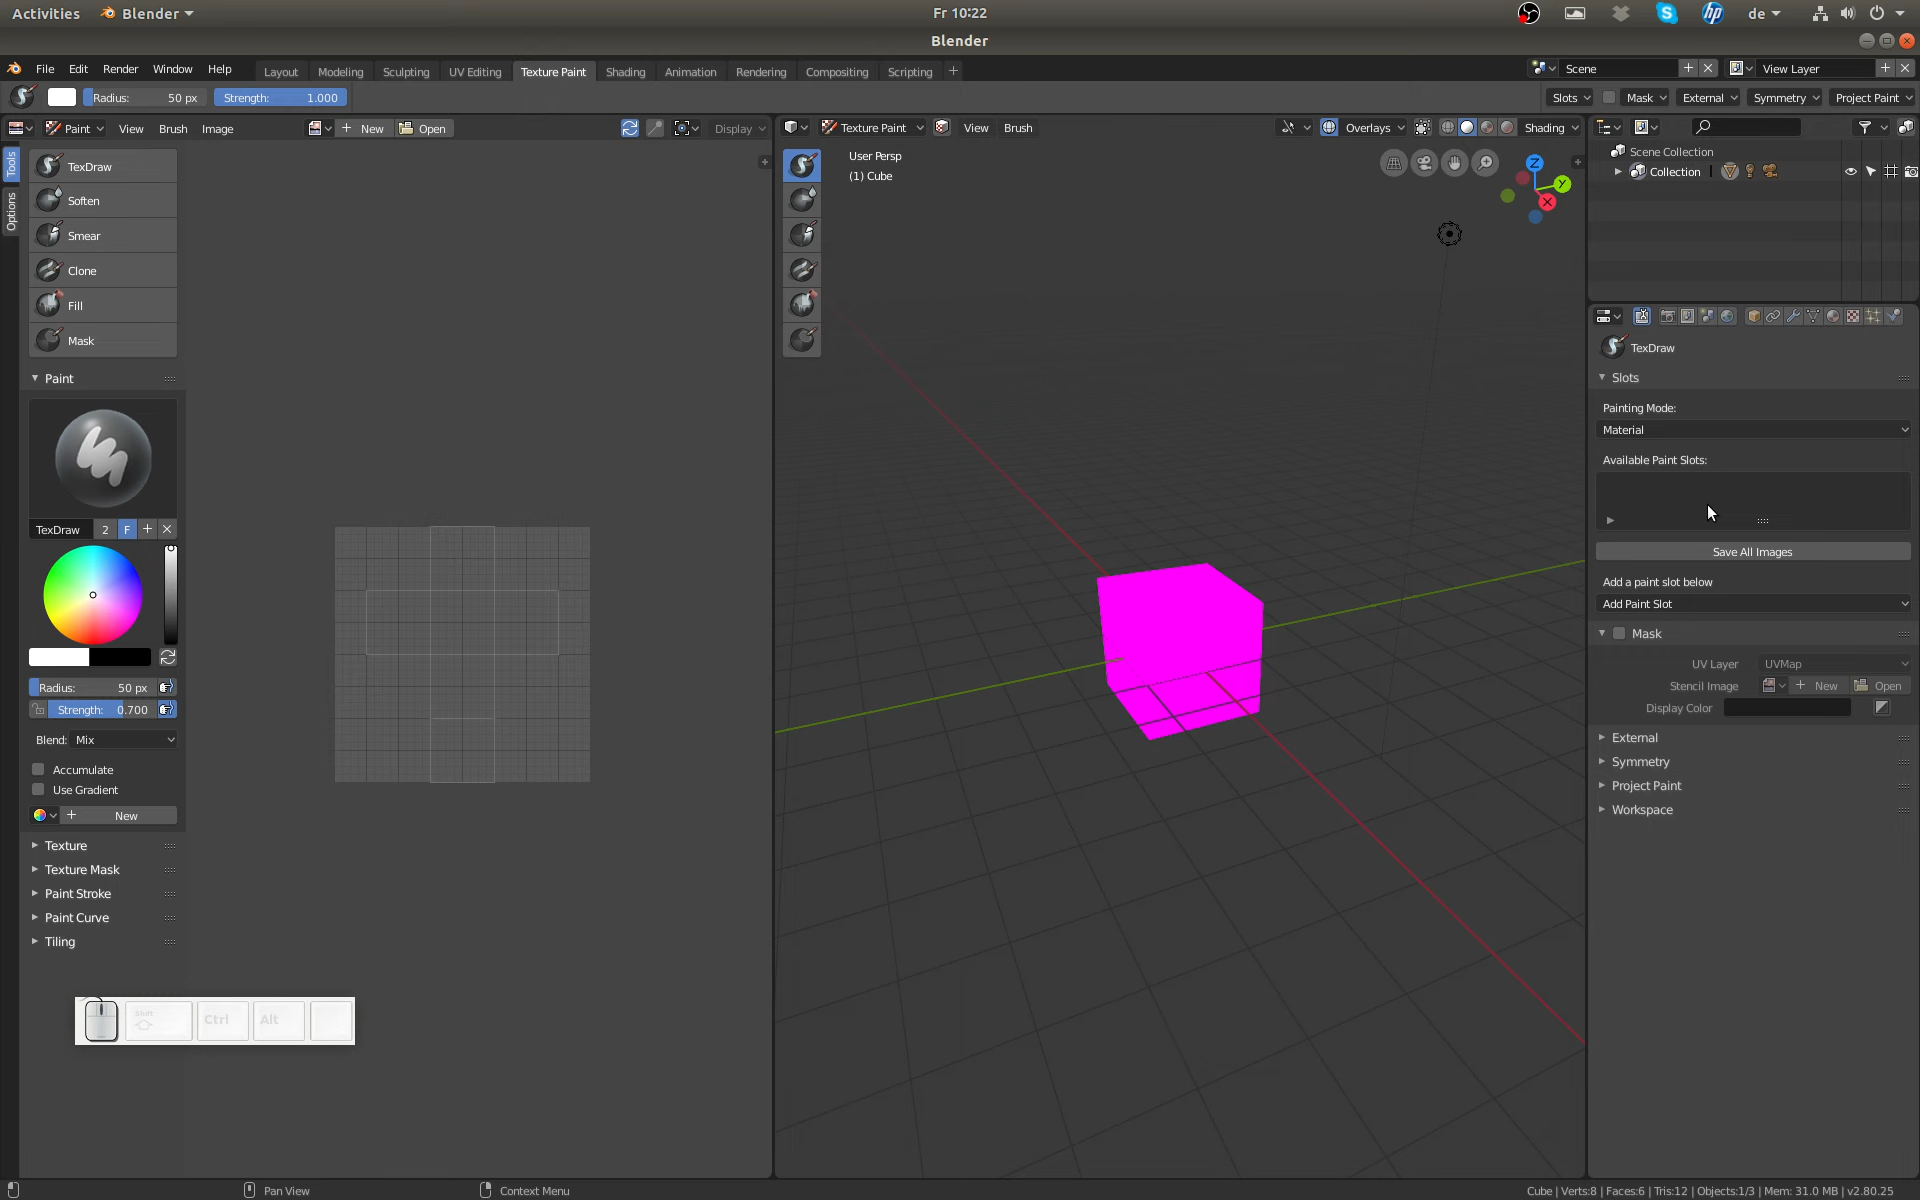 Activities Blender Fr 10:22 de
Blender
File Edit Render Window Help Layout Modeling Sculpting UV Editing Texture Paint Shading Animation Rendering Compositing Scripting Scene View Layer
Radius: 50 px Strength: 1.000 Slots Mask External Symmetry Project Paint
Paint View Brush Image New Open Display Texture Paint View Brush Overlays Shading
Tools
Options
TexDraw
Soften
Smear
Clone
Fill
Mask
Paint
TexDraw 2 F
Radius: 50 px
Strength: 0.700
Blend: Mix
Accumulate
Use Gradient
New
Texture
Texture Mask
Paint Stroke
Paint Curve
Tiling
Shift Ctrl Alt
User Persp
(1) Cube
Z
Y
X
Scene Collection
Collection
TexDraw
Slots
Painting Mode:
Material
Available Paint Slots:
Save All Images
Add a paint slot below
Add Paint Slot
Mask
UV Layer UVMap
Stencil Image New Open
Display Color
External
Symmetry
Project Paint
Workspace
Pan View Context Menu Cube | Verts:8 | Faces:6 | Tris:12 | Objects:1/3 | Mem: 31.0 MB | v2.80.25